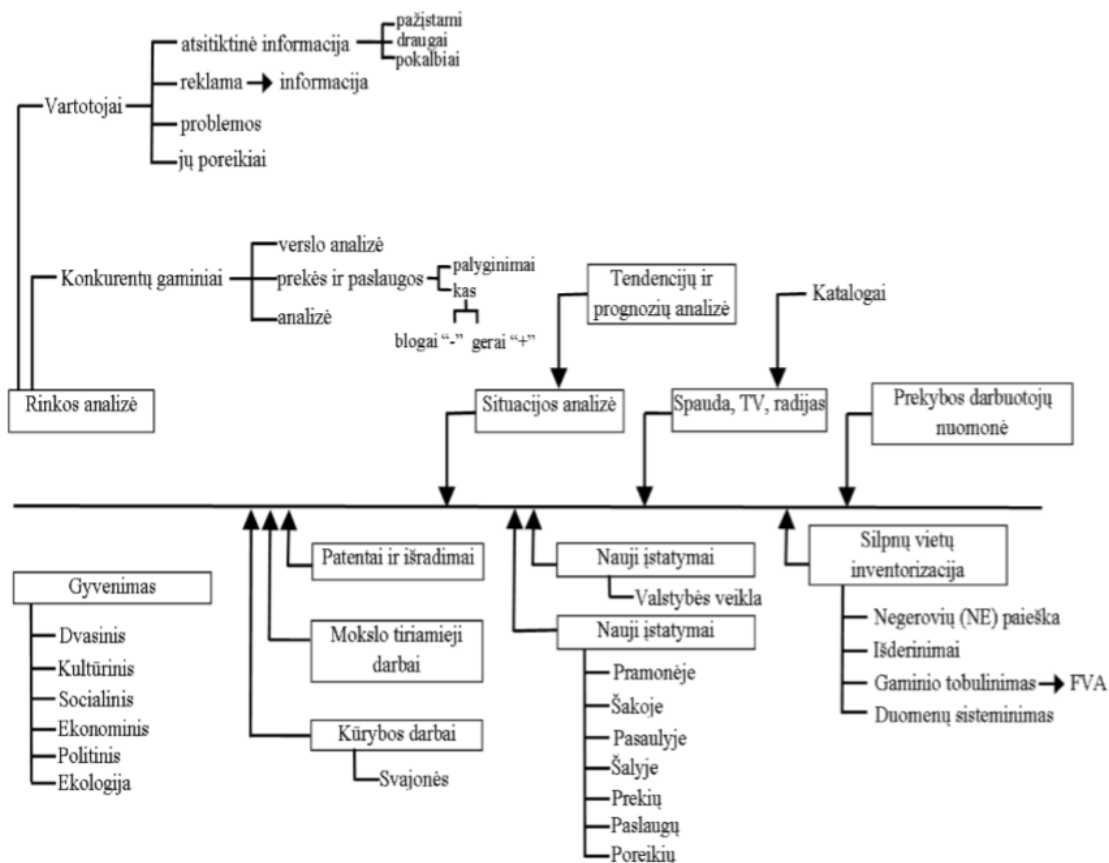 pažįstami
atsitiktinė informacija
draugai
pokalbiai
reklama informacija
Vartotojai
problemos
jų poreikiai
verslo analizė
Konkurentų gaminiai
prekės ir paslaugos
palyginimai
kas
analizė
blogai “-” gerai “+”
Tendencijų ir
prognozių analizė
Katalogai
Rinkos analizė
Situacijos analizė
Spauda, TV, radijas
Prekybos darbuotojų
nuomonė
Gyvenimas
Dvasinis
Kultūrinis
Socialinis
Ekonominis
Politinis
Ekologija
Patentai ir išradimai
Mokslo tiriamieji
darbai
Kūrybos darbai
Svajonės
Nauji įstatymai
Valstybės veikla
Nauji įstatymai
Pramonėje
Šakoje
Pasaulyje
Šalyje
Prekių
Paslaugų
Poreikių
Silpnų vietų
inventorizacija
Negerovių (NE) paieška
Išderinimai
Gaminio tobulinimas FVA
Duomenų sisteminimas